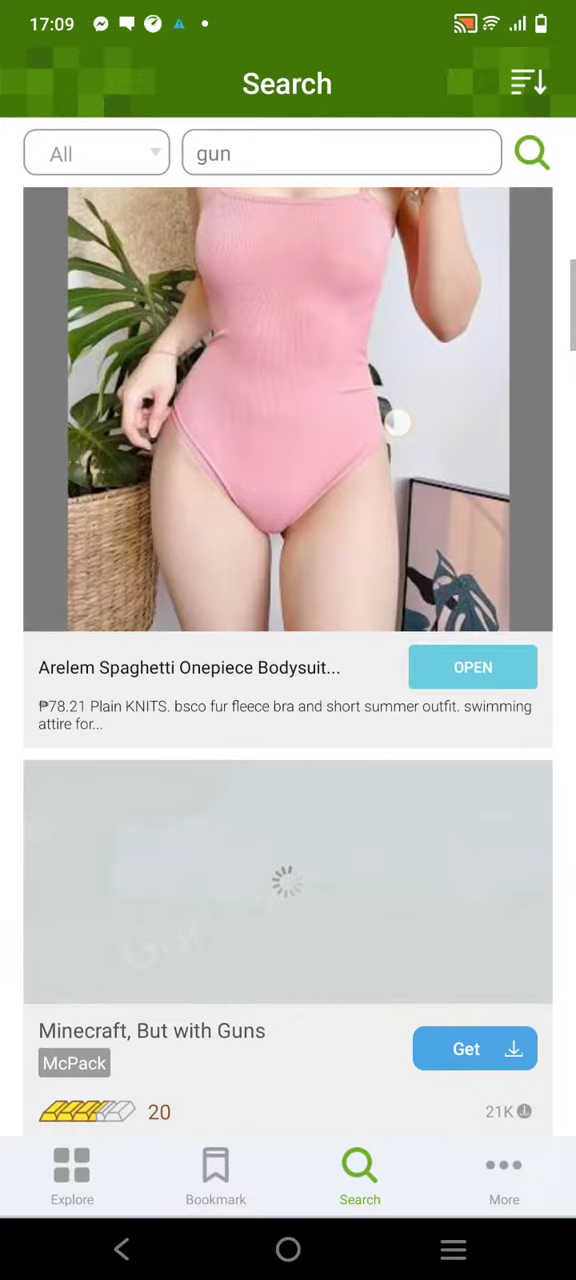 17:09
Search
All
gun
Arelem Spaghetti Onepiece Bodysuit...
OPEN
₱78.21 Plain KNITS. bsco fur fleece bra and short summer outfit. swimming
attire for...
Gun
Minecraft, But with Guns
Get
McPack
20
21K
Explore
Bookmark
Search
More